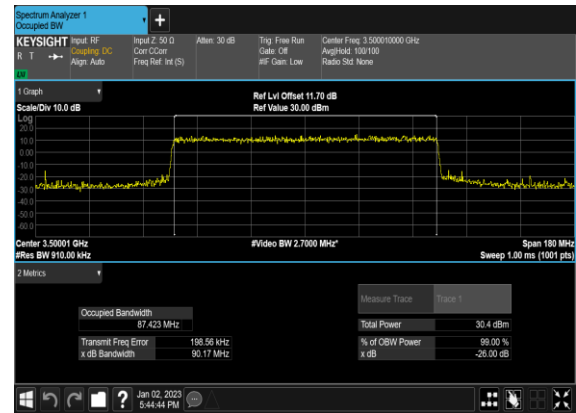 Spectrum Analyzer 1
Occupied BW
+
KEYSIGHT
R T
LW
Input: RF
Coupling: DC
Align: Auto
Input Z: 50 Ω
Corr CCorr
Freq Ref: Int (S)
Atten: 30 dB
Trig: Free Run
Gate: Off
#IF Gain: Low
Center Freq: 3.500010000 GHz
Avg|Hold: 100/100
Radio Std: None
1 Graph
Scale/Div 10.0 dB
Ref Lvl Offset 11.70 dB
Ref Value 30.00 dBm
Log
20.0
10.0
0.00
-10.0
-20.0
-30.0
-40.0
-50.0
-60.0
Center 3.50001 GHz
#Res BW 910.00 kHz
#Video BW 2.7000 MHz*
Span 180 MHz
Sweep 1.00 ms (1001 pts)
2 Metrics
Measure Trace Trace 1
Occupied Bandwidth
87.423 MHz
Total Power 30.4 dBm
Transmit Freq Error 198.56 kHz
x dB Bandwidth 90.17 MHz
% of OBW Power 99.00 %
x dB -26.00 dB
?
Jan 02, 2023
5:44:44 PM